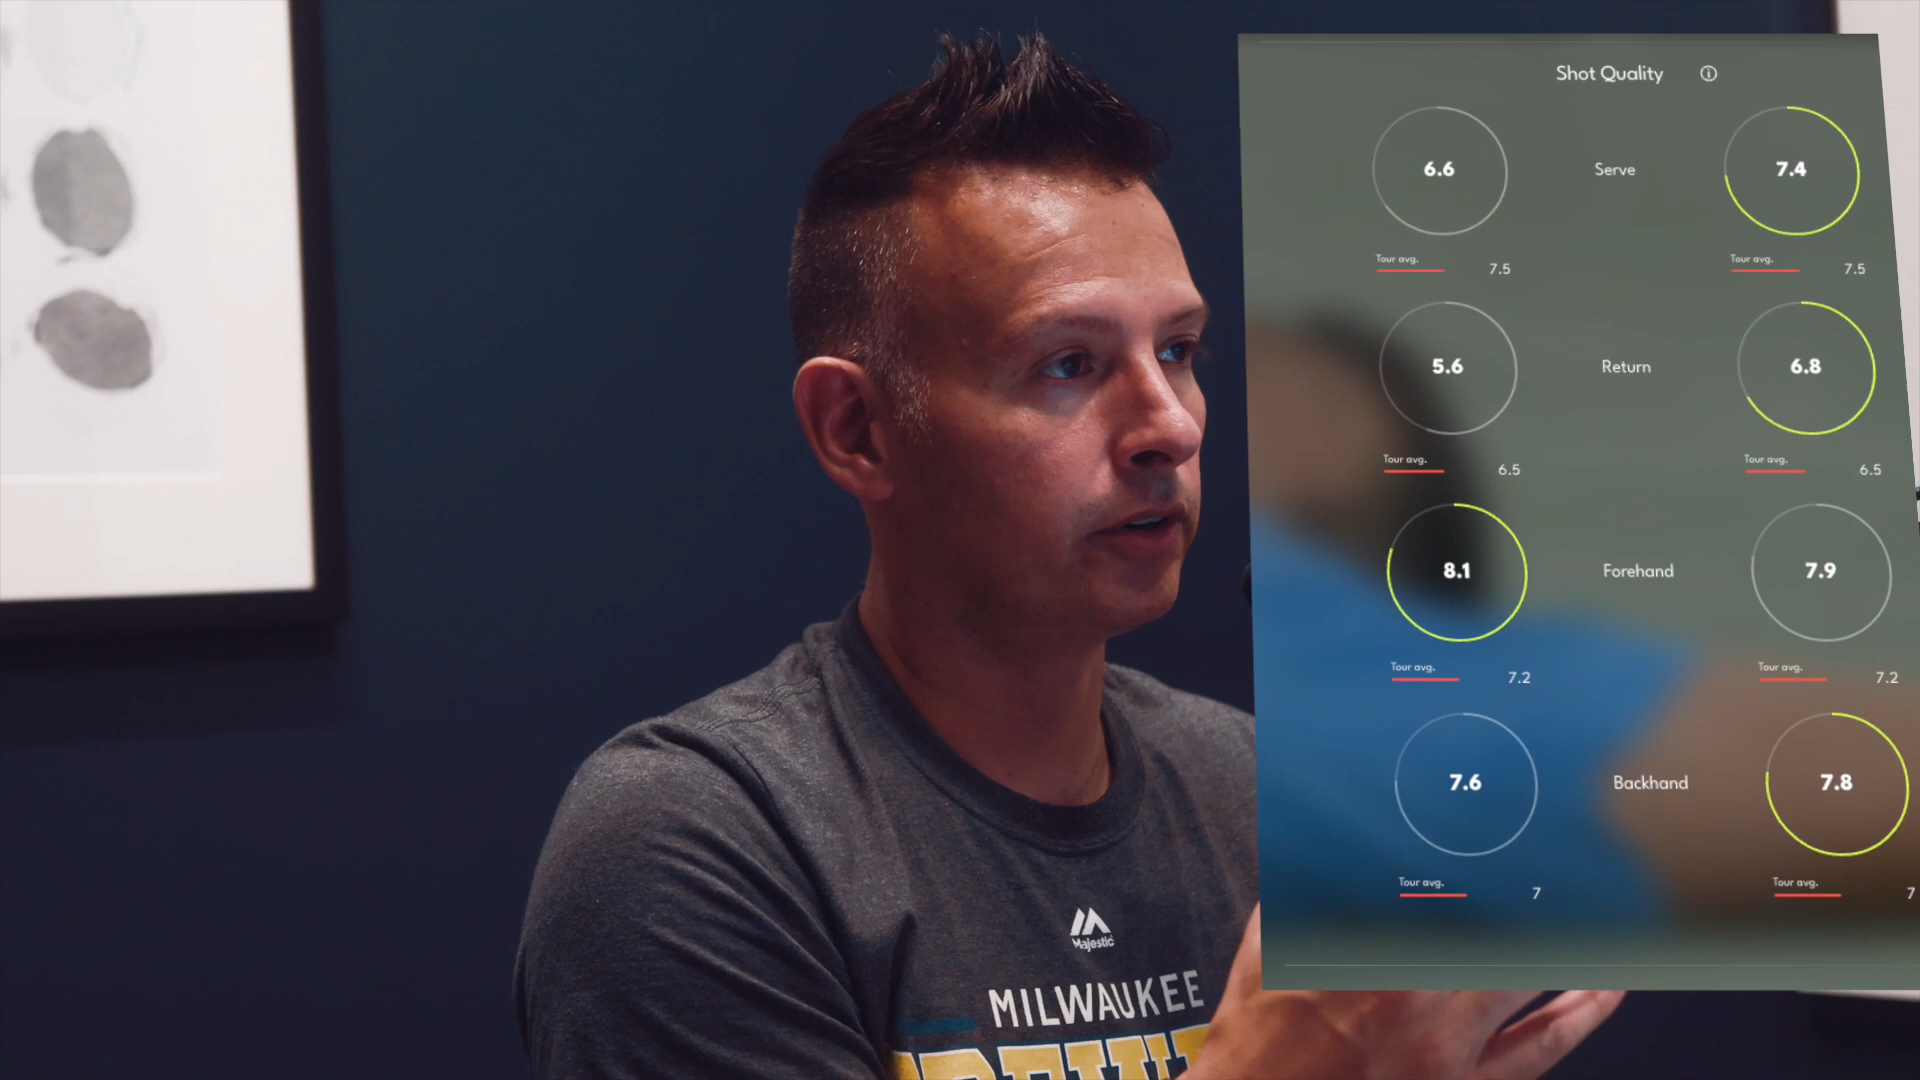 Shot Quality
6.6 Serve 7.4
Tour avg. 7.5 Tour avg. 7.5
5.6 Return 6.8
Tour avg. 6.5 Tour avg. 6.5
8.1 Forehand 7.9
Tour avg. 7.2 Tour avg. 7.2
7.6 Backhand 7.8
Tour avg. 7 Tour avg. 7
Majestic
MILWAUKEE